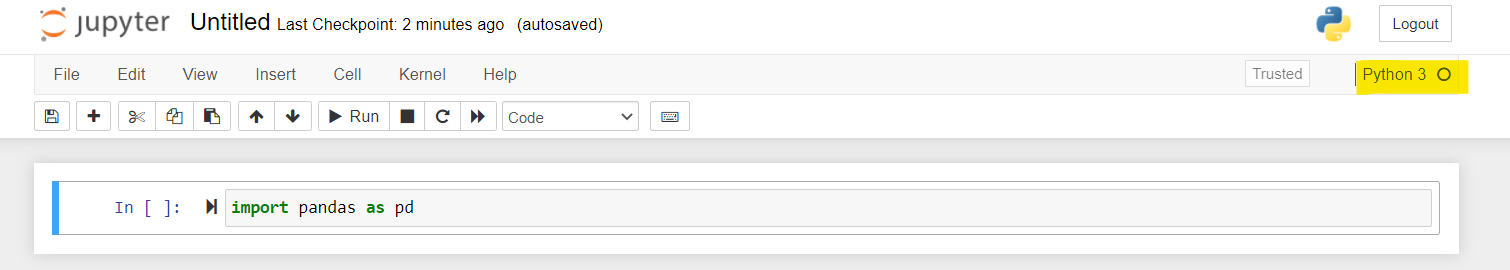 jupyter Untitled Last Checkpoint: 2 minutes ago (autosaved) Logout
File Edit View Insert Cell Kernel Help Trusted Python 3
Run Code
In [ ]: import pandas as pd